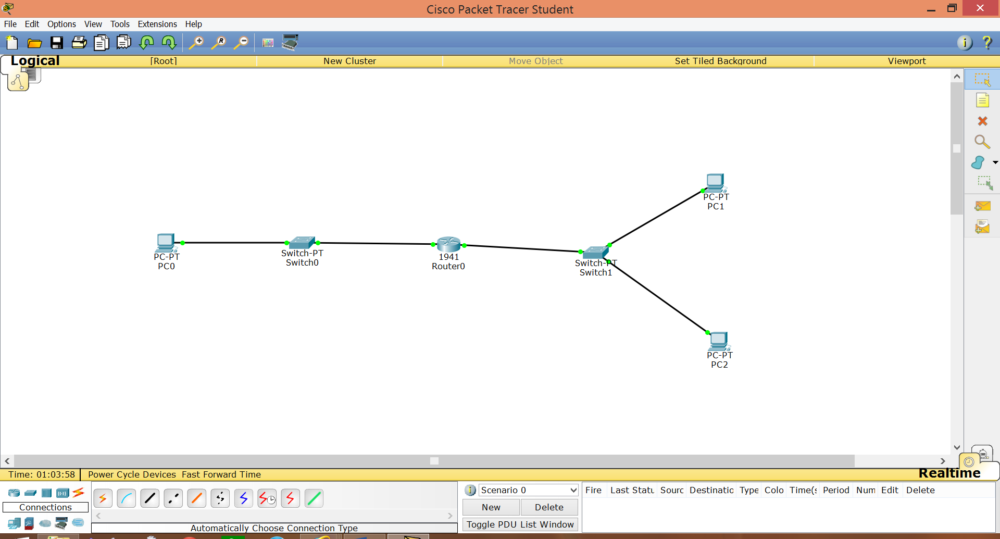 Cisco Packet Tracer Student
File Edit Options View Tools Extensions Help
Logical [Root] New Cluster Move Object Set Tiled Background Viewport
PC-PT
PC1
PC-PT
PC0
Switch-PT
Switch0
1941
Router0
Switch-PT
Switch1
PC-PT
PC2
Time: 01:03:58 Power Cycle Devices Fast Forward Time
Realtime
Connections
Automatically Choose Connection Type
Scenario 0
New Delete
Toggle PDU List Window
Fire Last Statu Sourc Destinatic Type Colo Time(s Period Num Edit Delete